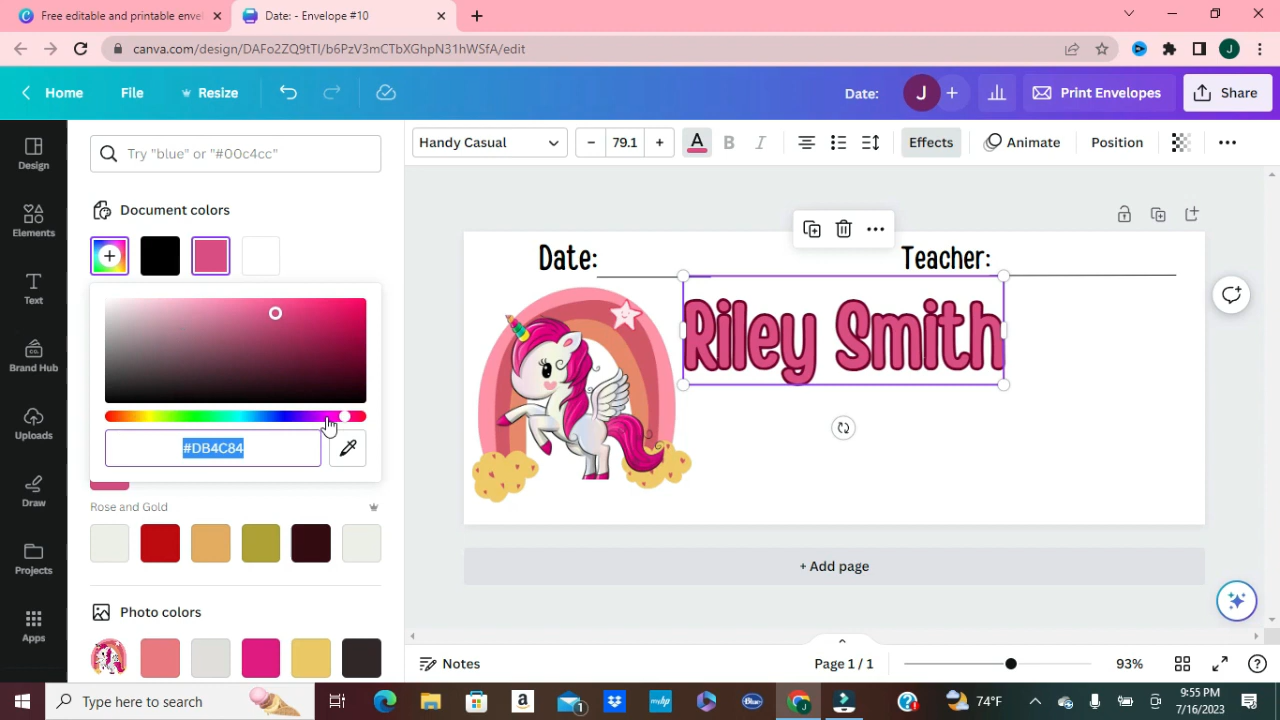 Free editable and printable enve
Date: - Envelope #10
canva.com/design/DAFo2ZQ9tTI/b6PzV3mCTbXGhpN31hWSfA/edit
J
Home
File
Resize
Date:
J
Print Envelopes
Share
Design
Elements
Text
Brand Hub
Uploads
Draw
Projects
Apps
Try "blue" or "#00c4cc"
Document colors
#DB4C84
Rose and Gold
Photo colors
Handy Casual
79.1
A
B
I
Effects
Animate
Position
Date:
Teacher:
Riley Smith
+ Add page
Notes
Page 1 / 1
93%
Type here to search
74°F
9:55 PM
7/16/2023